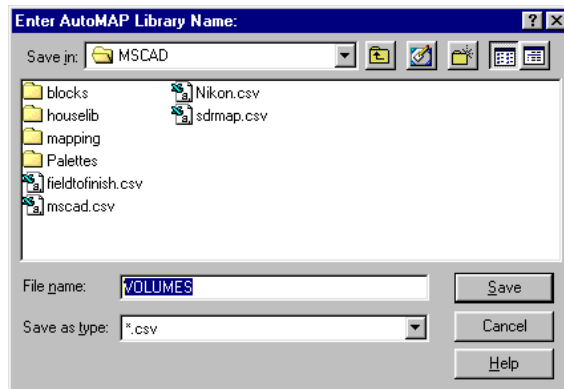 Enter AutoMAP Library Name:
Save in: MSCAD
blocks
houselib
mapping
Palettes
fieldtofinish.csv
mscad.csv
Nikon.csv
sdrmap.csv
File name: VOLUMES Save
Save as type: *.csv Cancel
Help